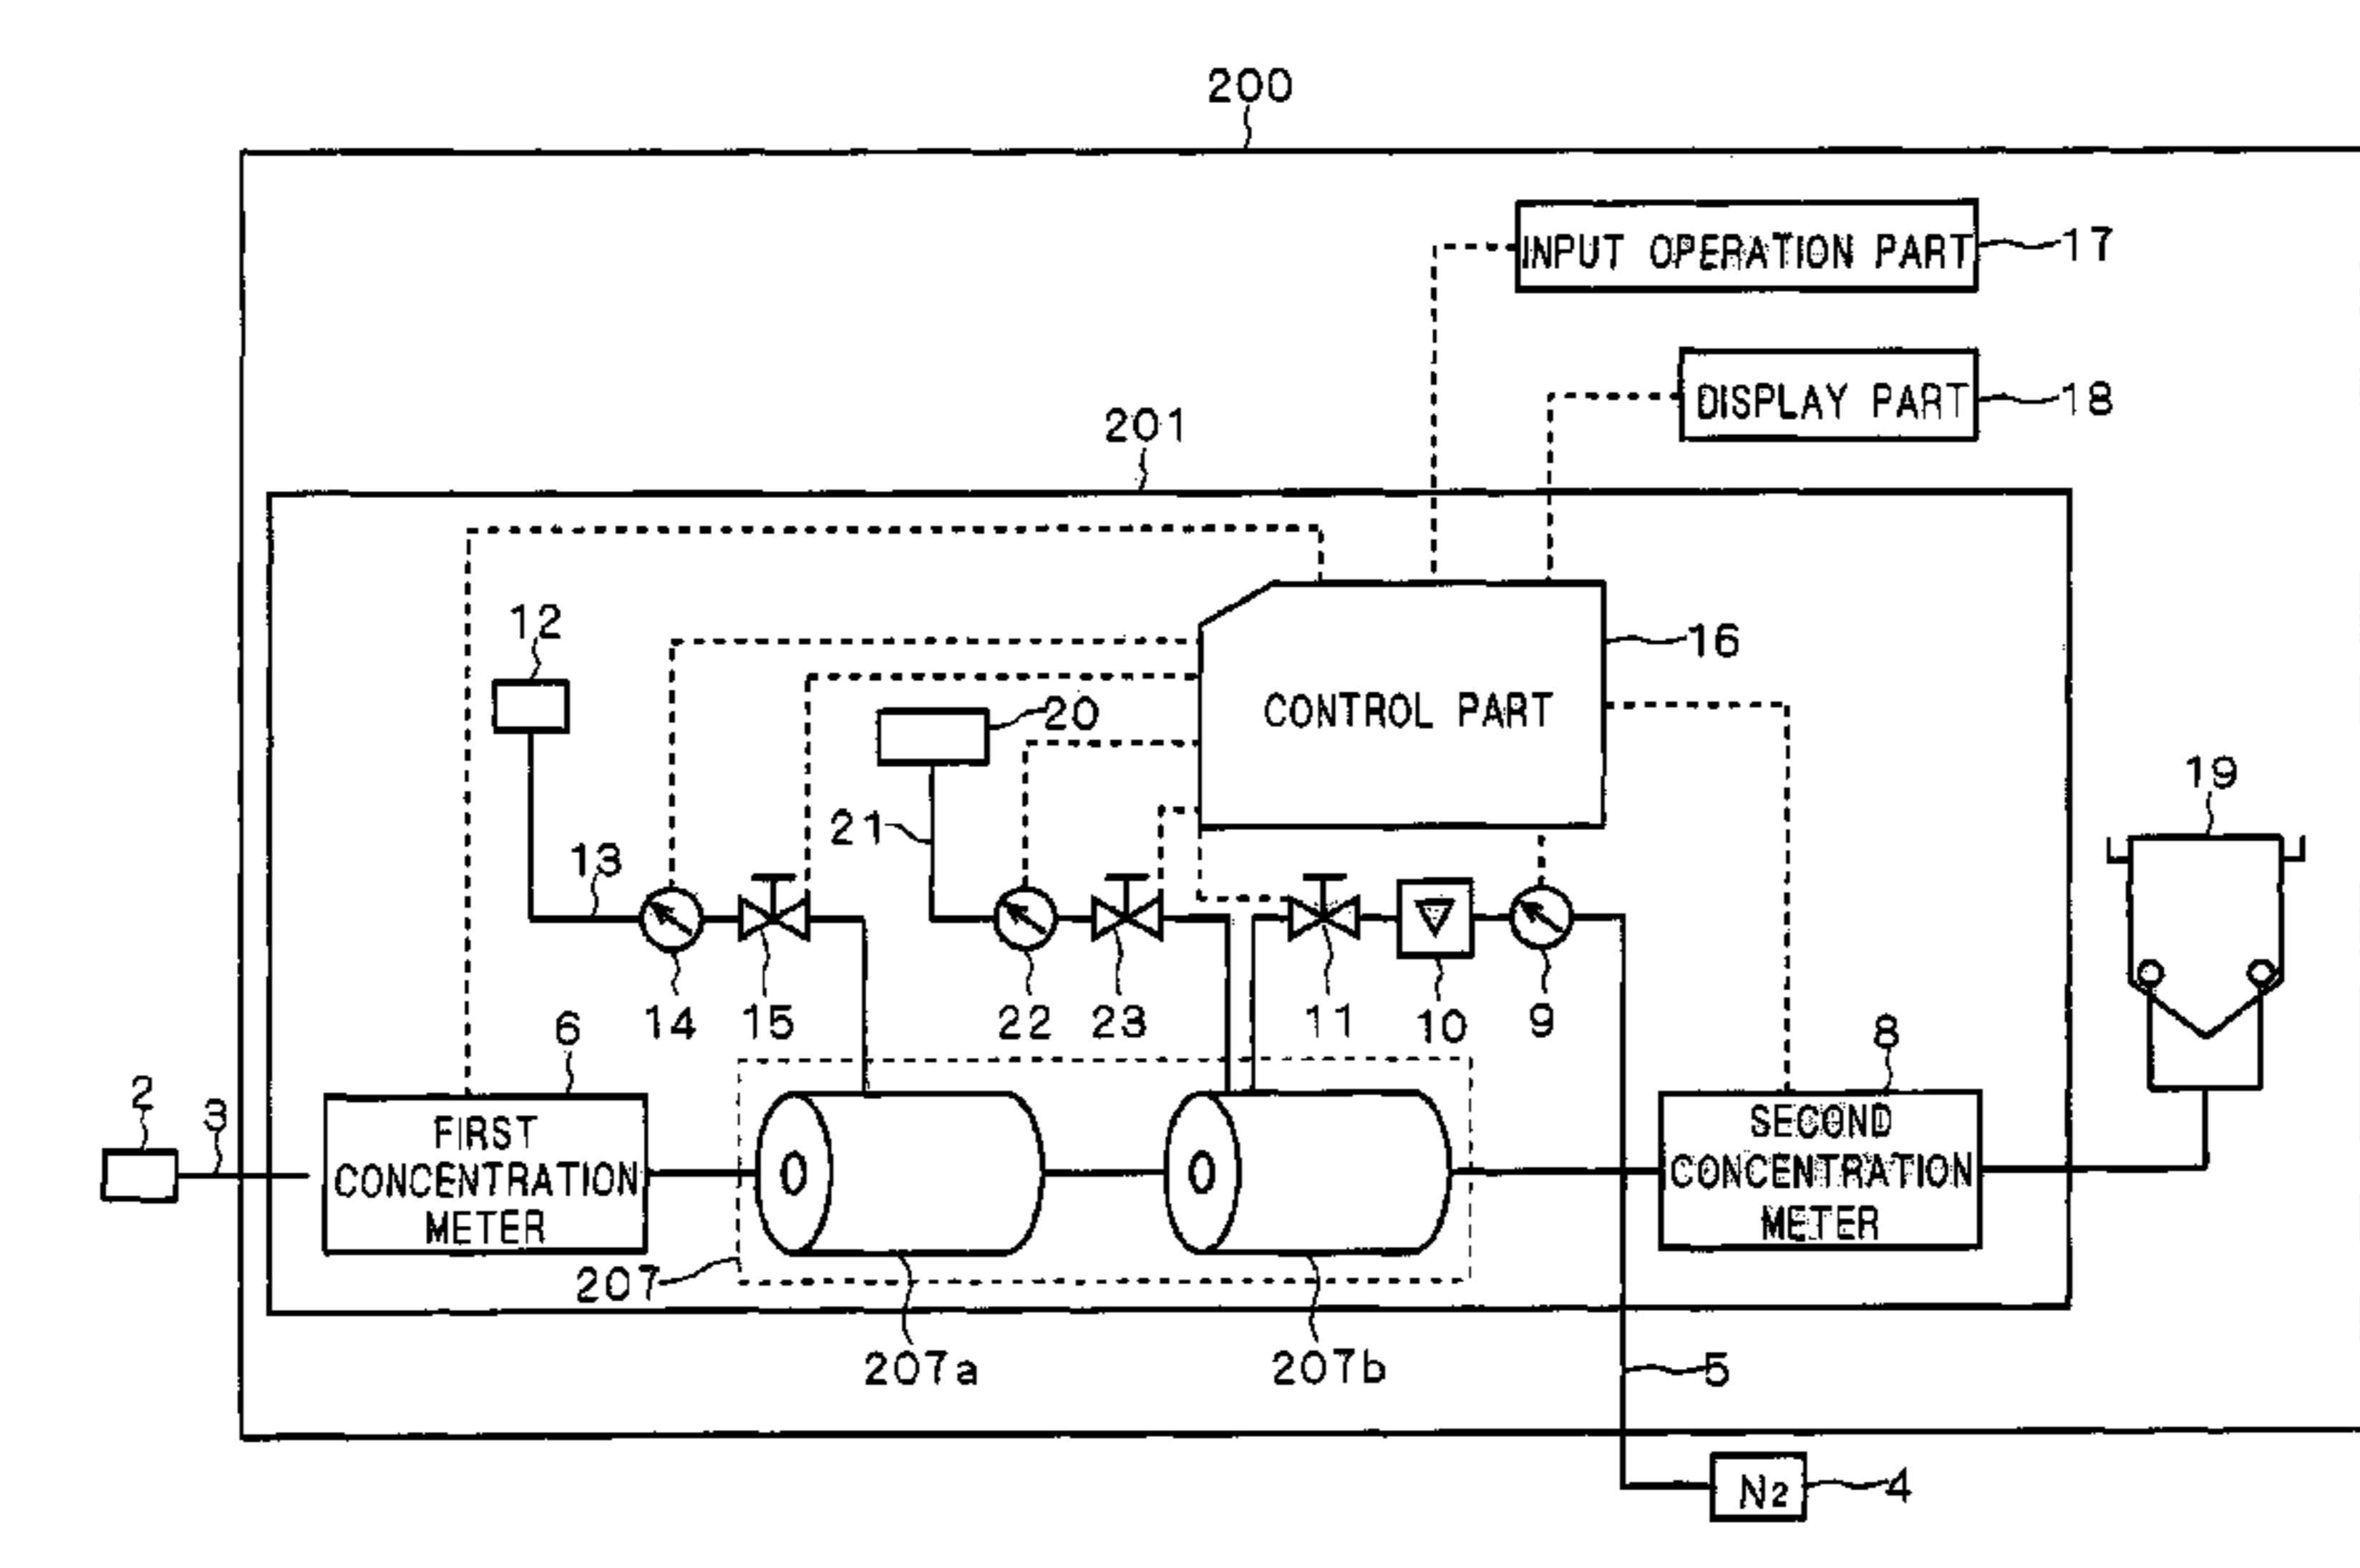 200
INPUT OPERATION PART
17
DISPLAY PART
18
201
12
CONTROL PART
16
20
19
21
13
14
15
22
23
11
10
9
6
8
2
3
FIRST
CONCENTRATION
METER
SECOND
CONCENTRATION
METER
207
207a
207b
5
N2
4